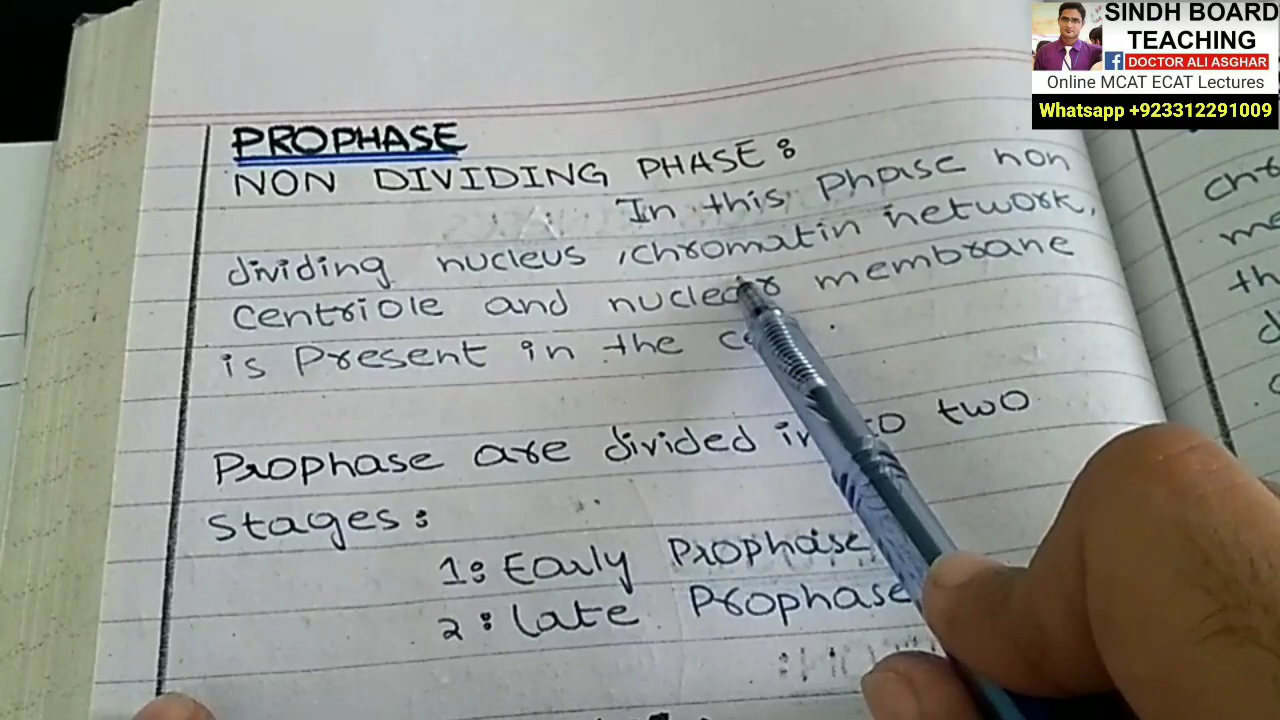 SINDH BOARD
TEACHING
f DOCTOR ALI ASGHAR
Online MCAT ECAT Lectures
Whatsapp +923312291009
PROPHASE
NON DIVIDING PHASE:
In this phase non
dividing nucleus, chromatin network,
centriole and nuclear membrane
is present in the
Prophase are divided in to two
stages:
1: Early Prophase
2: Late Prophase